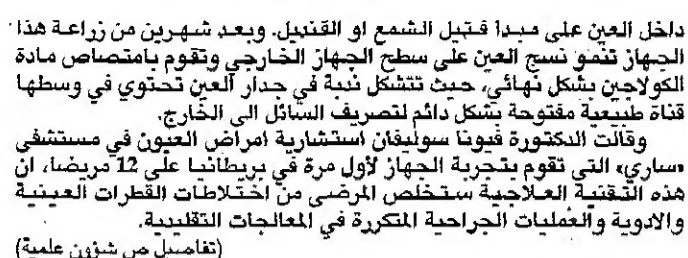 داخل العين على مبدا فتيل الشمع او القنديل. وبعد شهرين من زراعة هذا
الجهاز تنمو نسج العين على سطح الجهاز الخارجي وتقوم بامتصاص مادة
الكولاجين بشكل نهائي، حيث تتشكل ندبة في جدار العين تحتوي في وسطها
قناة طبيعية مفتوحة بشكل دائم لتصريف السائل الى الخارج.
وقالت الدكتورة فيونا سوليفان استشارية امراض العيون في مستشفى
«ساري» التي تقوم بتجربة الجهاز لأول مرة في بريطانيا على 12 مريضا، ان
هذه التقنية العلاجية ستخلص المرضى من اختلاطات القطرات العينية
والادوية والعمليات الجراحية المتكررة في المعالجات التقليدية.
(تفاصيل ص شؤون علمية)